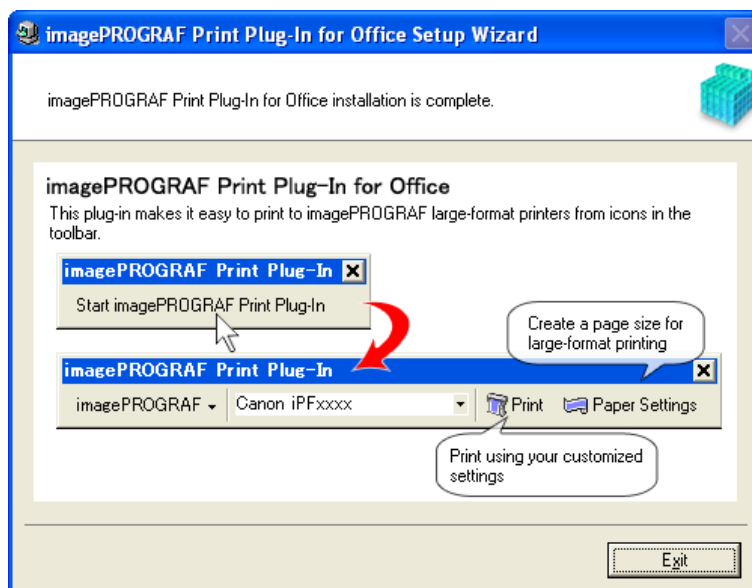 imagePROGRAF Print Plug-In for Office Setup Wizard
imagePROGRAF Print Plug-In for Office installation is complete.
imagePROGRAF Print Plug-In for Office
This plug-in makes it easy to print to imagePROGRAF large-format printers from icons in the
toolbar.
imagePROGRAF Print Plug-In
Start imagePROGRAF Print Plug-In
Create a page size for
large-format printing
imagePROGRAF Print Plug-In
imagePROGRAF Canon iPFxxxx Print Paper Settings
Print using your customized
settings
Exit